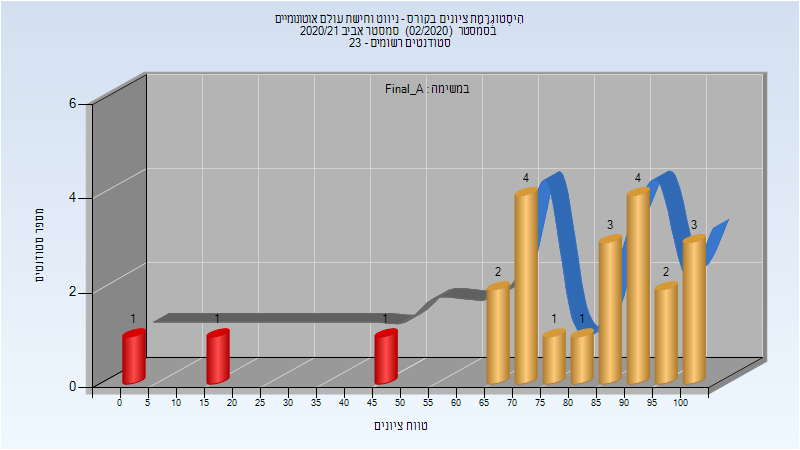 היסטוגרמת ציונים בקורס - ניווט וחישת עולם אוטונומיים
בסמסטר (02/2020) סמסטר אביב 2020/21
סטודנטים רשומים - 23
במשימה : Final_A
מספר סטודנטים
6
4
2
0
1
1
1
2
4
1
1
3
4
2
3
0 5 10 15 20 25 30 35 40 45 50 55 60 65 70 75 80 85 90 95 100
טווח ציונים